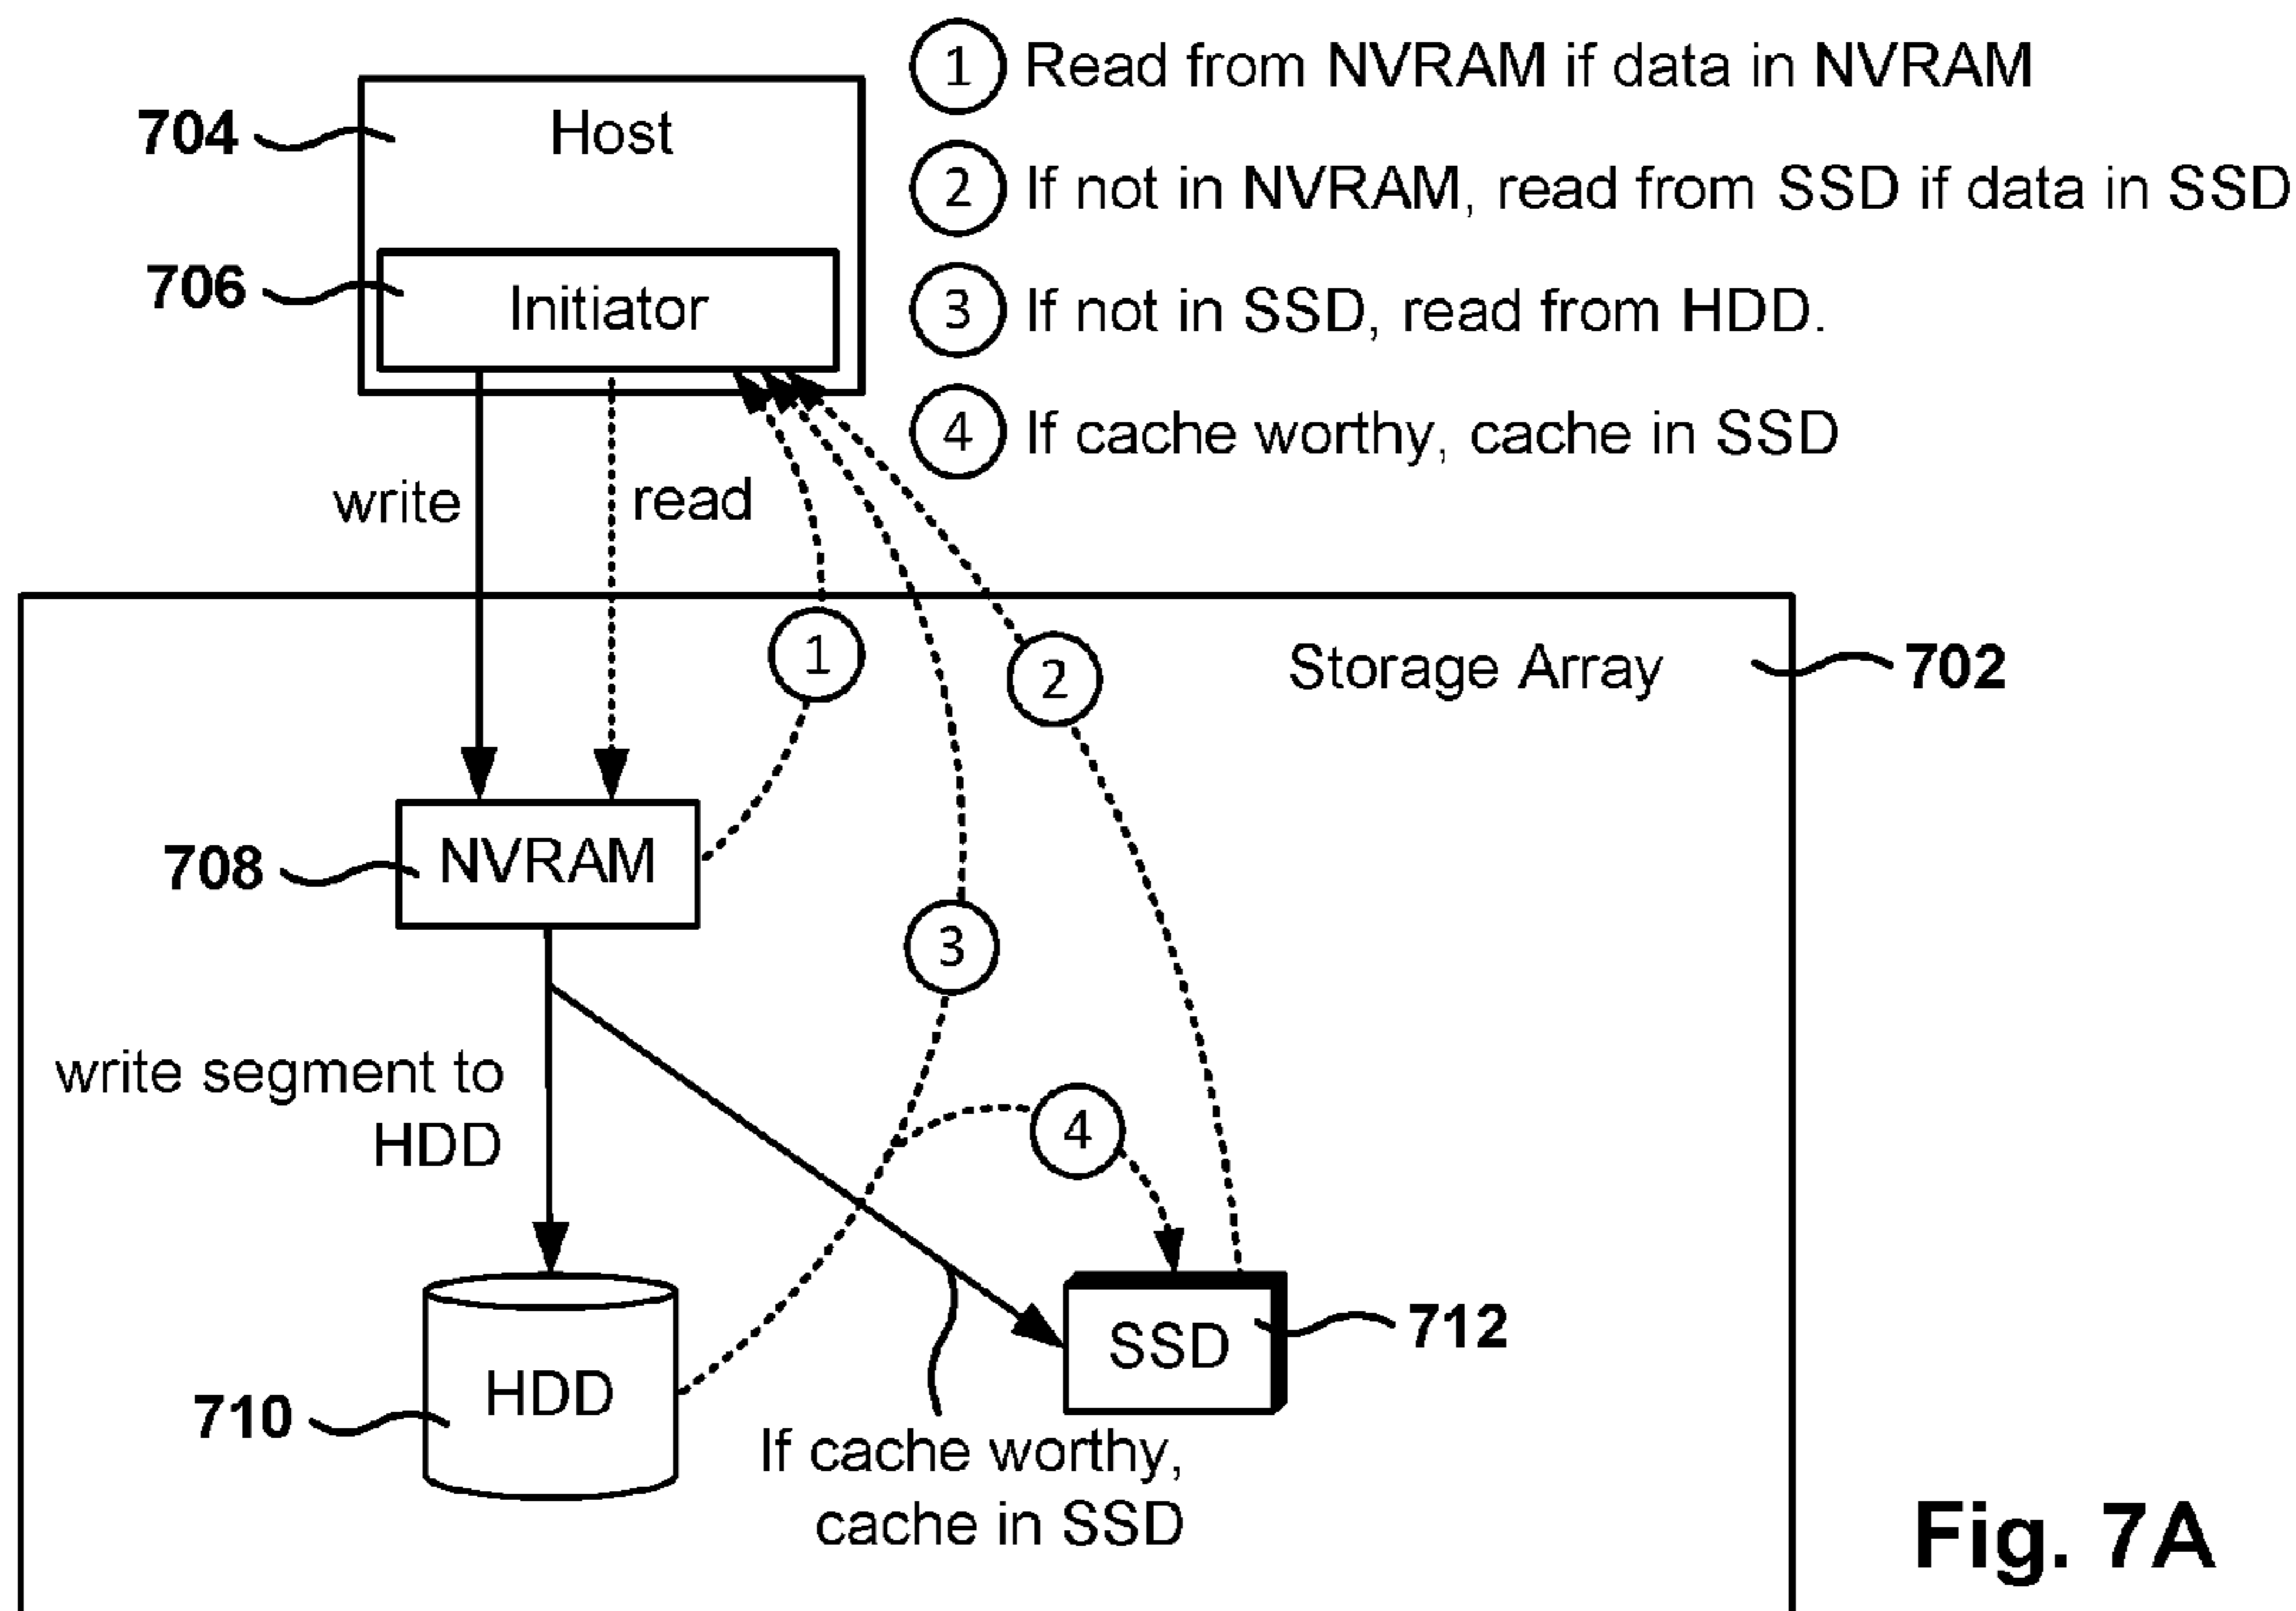 1 Read from NVRAM if data in NVRAM
2 If not in NVRAM, read from SSD if data in SSD
3 If not in SSD, read from HDD.
4 If cache worthy, cache in SSD
704
Host
706
Initiator
write
read
1
2
Storage Array
702
708
NVRAM
3
write segment to
HDD
4
710
HDD
SSD
712
If cache worthy,
cache in SSD
Fig. 7A